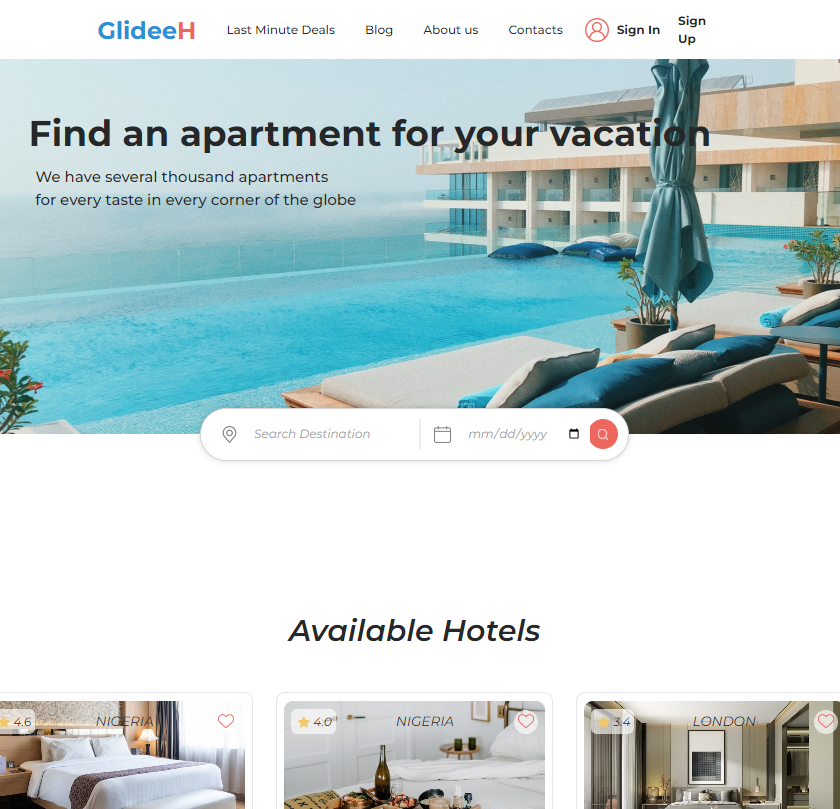 GlideeH
Last Minute Deals
Blog
About us
Contacts
Sign In
Sign
Up
Find an apartment for your vacation
We have several thousand apartments
for every taste in every corner of the globe
Search Destination
mm/dd/yyyy
Available Hotels
4.6
NIGERIA
4.0
NIGERIA
3.4
LONDON